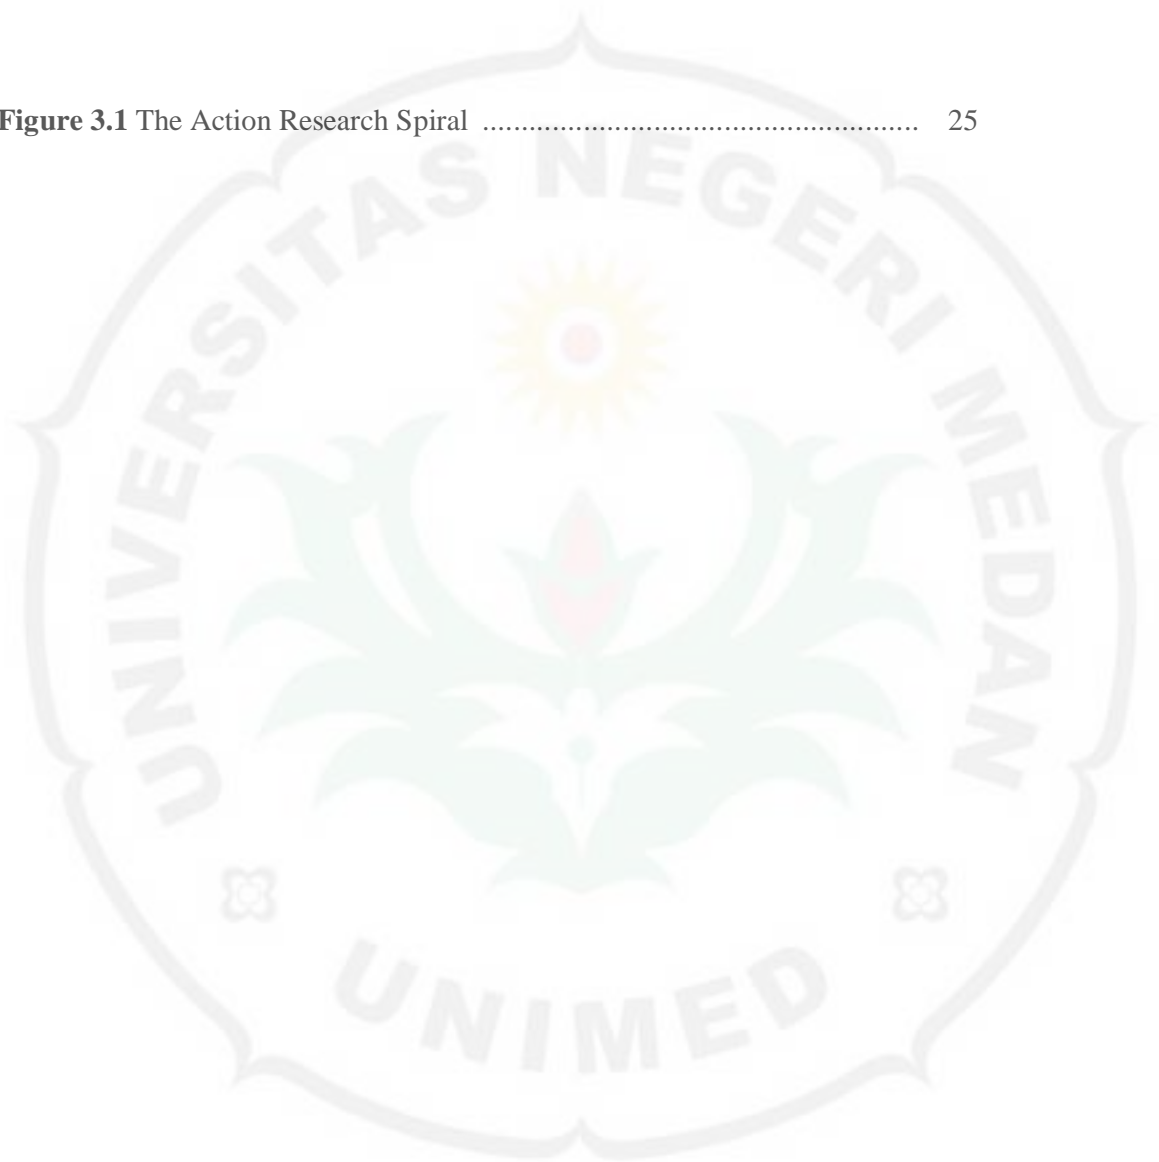 Figure 3.1 The Action Research Spiral ........................................................ 25
UNIVERSITAS NEGERI MEDAN
UNIMED